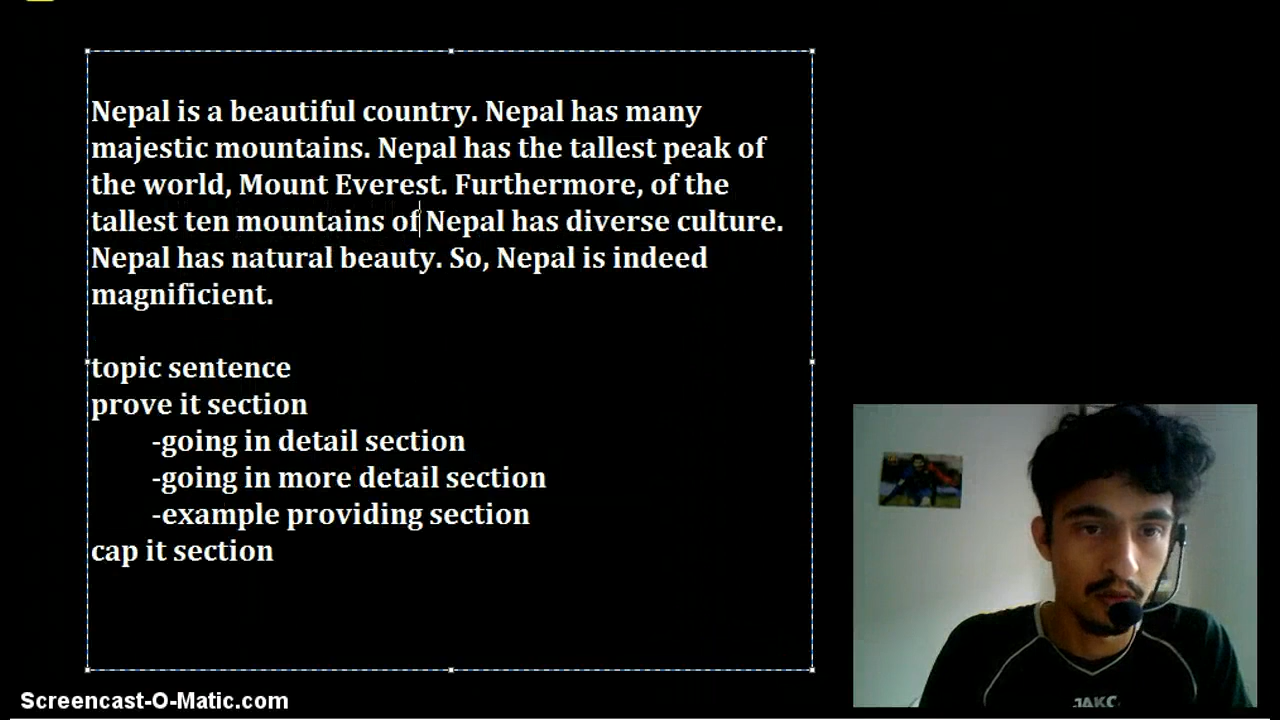 Nepal is a beautiful country. Nepal has many
majestic mountains. Nepal has the tallest peak of
the world, Mount Everest. Furthermore, of the
tallest ten mountains of Nepal has diverse culture.
Nepal has natural beauty. So, Nepal is indeed
magnificient.
topic sentence
prove it section
-going in detail section
-going in more detail section
-example providing section
cap it section
JAKO
Screencast-O-Matic.com